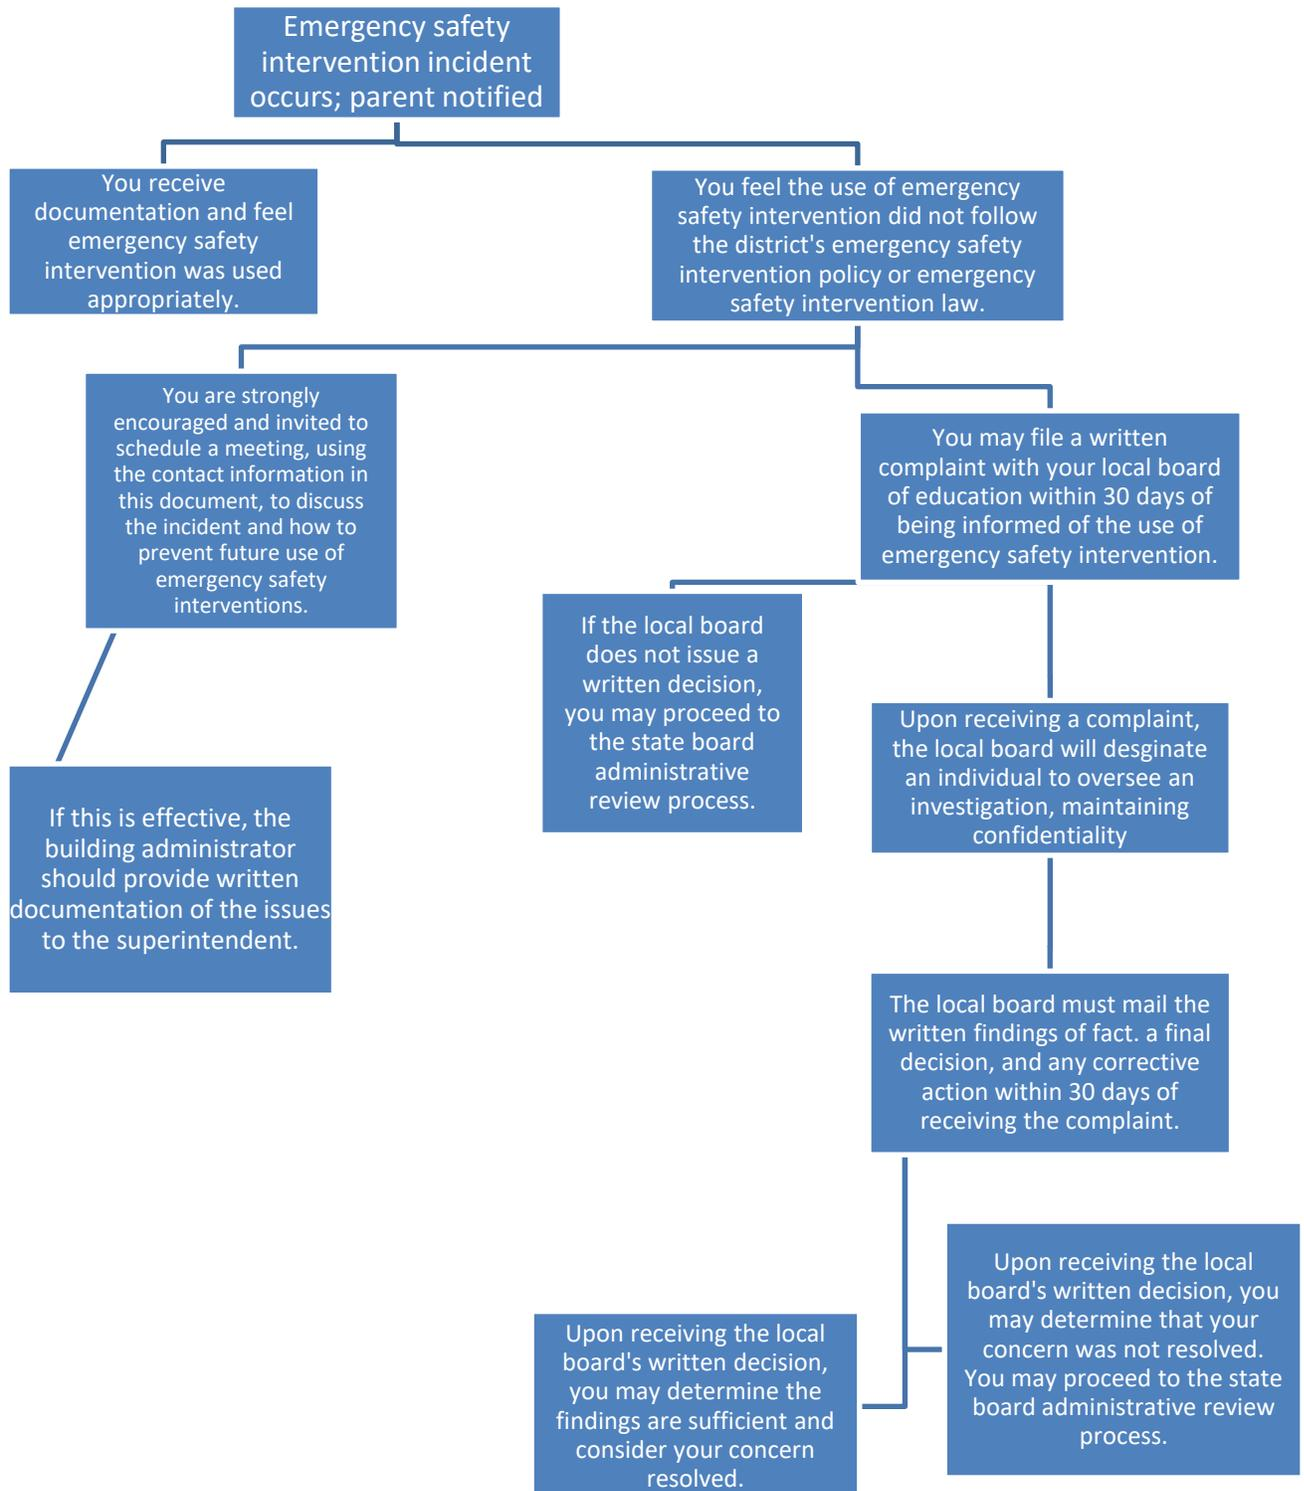 Emergency safety
intervention incident
occurs; parent notified
You receive
documentation and feel
emergency safety
intervention was used
appropriately.
You feel the use of emergency
safety intervention did not follow
the district's emergency safety
intervention policy or emergency
safety intervention law.
You are strongly
encouraged and invited to
schedule a meeting, using
the contact information in
this document, to discuss
the incident and how to
prevent future use of
emergency safety
interventions.
If this is effective, the
building administrator
should provide written
documentation of the issues
to the superintendent.
You may file a written
complaint with your local board
of education within 30 days of
being informed of the use of
emergency safety intervention.
If the local board
does not issue a
written decision,
you may proceed to
the state board
administrative
review process.
Upon receiving a complaint,
the local board will desginate
an individual to oversee an
investigation, maintaining
confidentiality
The local board must mail the
written findings of fact. a final
decision, and any corrective
action within 30 days of
receiving the complaint.
Upon receiving the local
board's written decision,
you may determine the
findings are sufficient and
consider your concern
resolved.
Upon receiving the local
board's written decision, you
may determine that your
concern was not resolved.
You may proceed to the state
board administrative review
process.